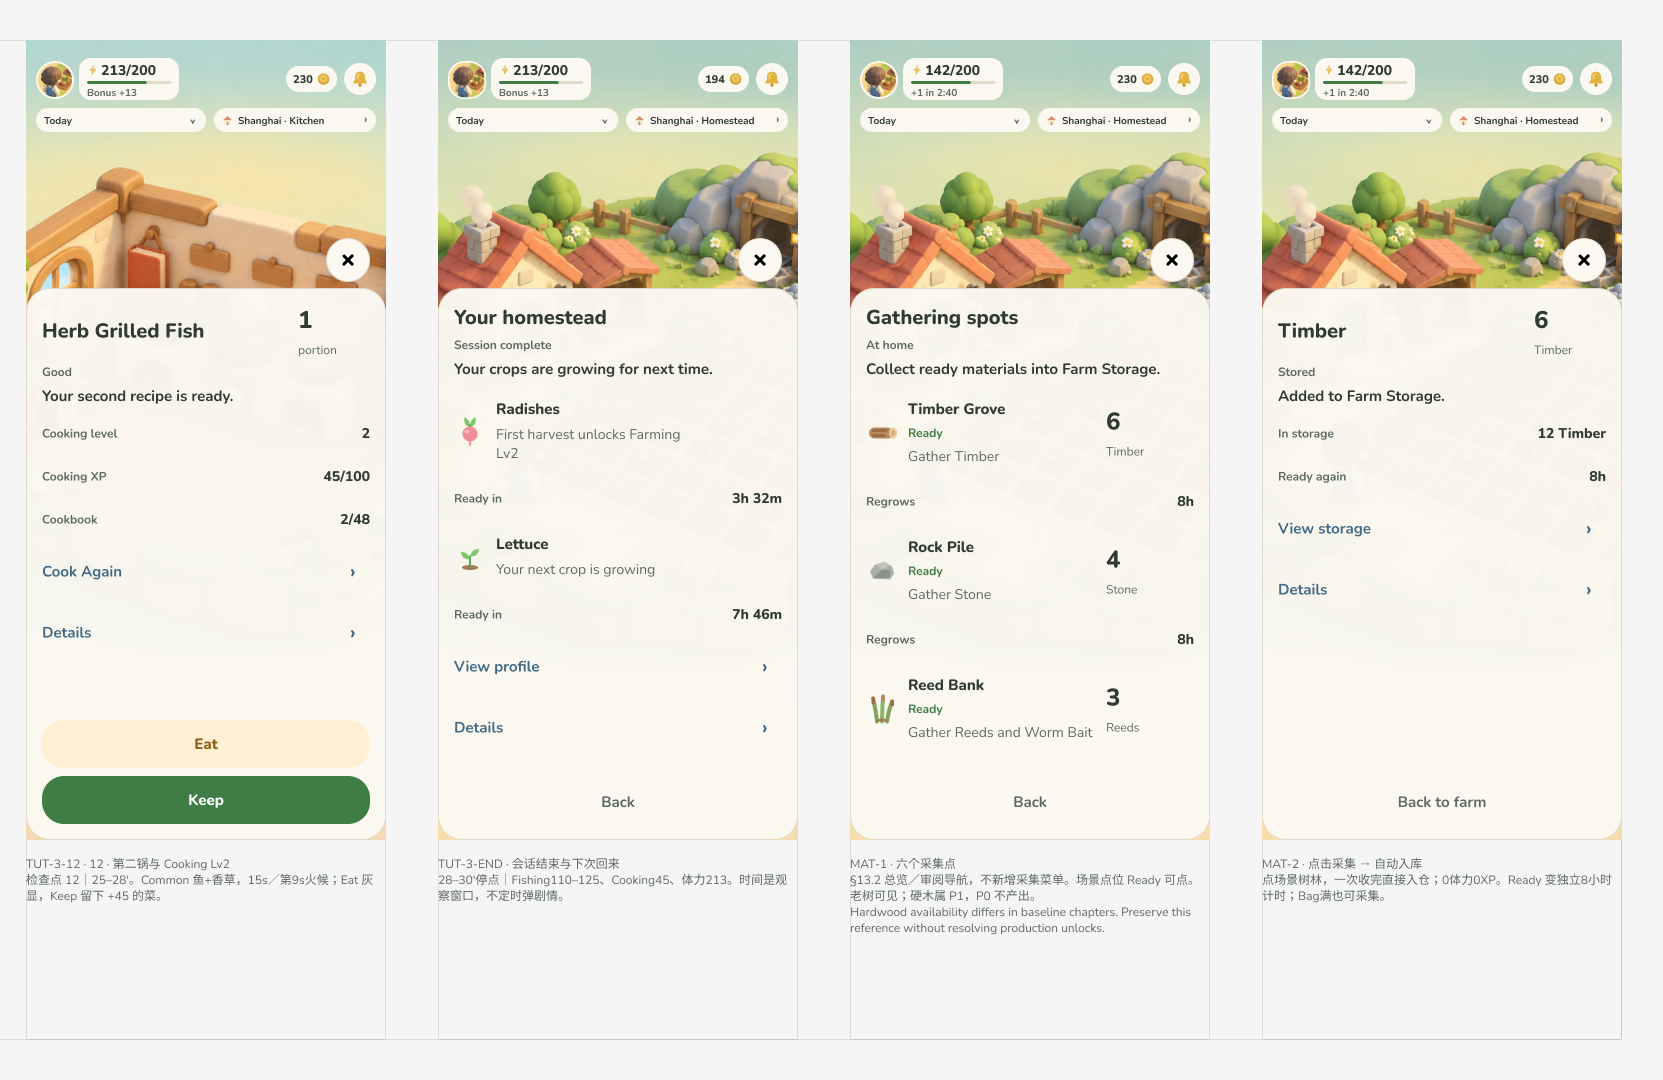 213/200
Bonus +13
230
Today
Shanghai · Kitchen
Herb Grilled Fish
1
portion
Good
Your second recipe is ready.
Cooking level
2
Cooking XP
45/100
Cookbook
2/48
Cook Again
Details
Eat
Keep
TUT-3-12 · 12 · 第二锅与 Cooking Lv2
检查点 12｜25–28'。Common 鱼+香草，15s／第9s火候；Eat 灰
显，Keep 留下 +45 的菜。
213/200
Bonus +13
194
Today
Shanghai · Homestead
Your homestead
Session complete
Your crops are growing for next time.
Radishes
First harvest unlocks Farming
Lv2
Ready in
3h 32m
Lettuce
Your next crop is growing
Ready in
7h 46m
View profile
Details
Back
TUT-3-END · 会话结束与下次回来
28–30'停点｜Fishing110–125、Cooking45、体力213。时间是观
察窗口，不定时弹剧情。
142/200
+1 in 2:40
230
Today
Shanghai · Homestead
Gathering spots
At home
Collect ready materials into Farm Storage.
Timber Grove
Ready
Gather Timber
6
Timber
Regrows
8h
Rock Pile
Ready
Gather Stone
4
Stone
Regrows
8h
Reed Bank
Ready
Gather Reeds and Worm Bait
3
Reeds
Back
MAT-1 · 六个采集点
§13.2 总览／审阅导航，不新增采集菜单。场景点位 Ready 可点。
老树可见；硬木属 P1，P0 不产出。
Hardwood availability differs in baseline chapters. Preserve this
reference without resolving production unlocks.
142/200
+1 in 2:40
230
Today
Shanghai · Homestead
Timber
6
Timber
Stored
Added to Farm Storage.
In storage
12 Timber
Ready again
8h
View storage
Details
Back to farm
MAT-2 · 点击采集 → 自动入库
点场景树林，一次收完直接入仓；0体力0XP。Ready 变独立8小时
计时；Bag满也可采集。